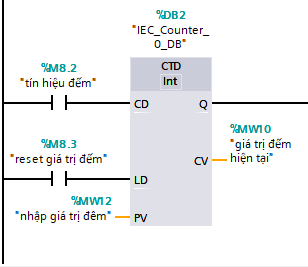 %DB2
"IEC_Counter_
0_DB"
%M8.2
"tín hiệu đếm"
CTD
Int
CD
Q
%M8.3
"reset giá trị đếm"
LD
CV
%MW10
"giá trị đếm
hiện tại"
%MW12
"nhập giá trị đêm"
PV